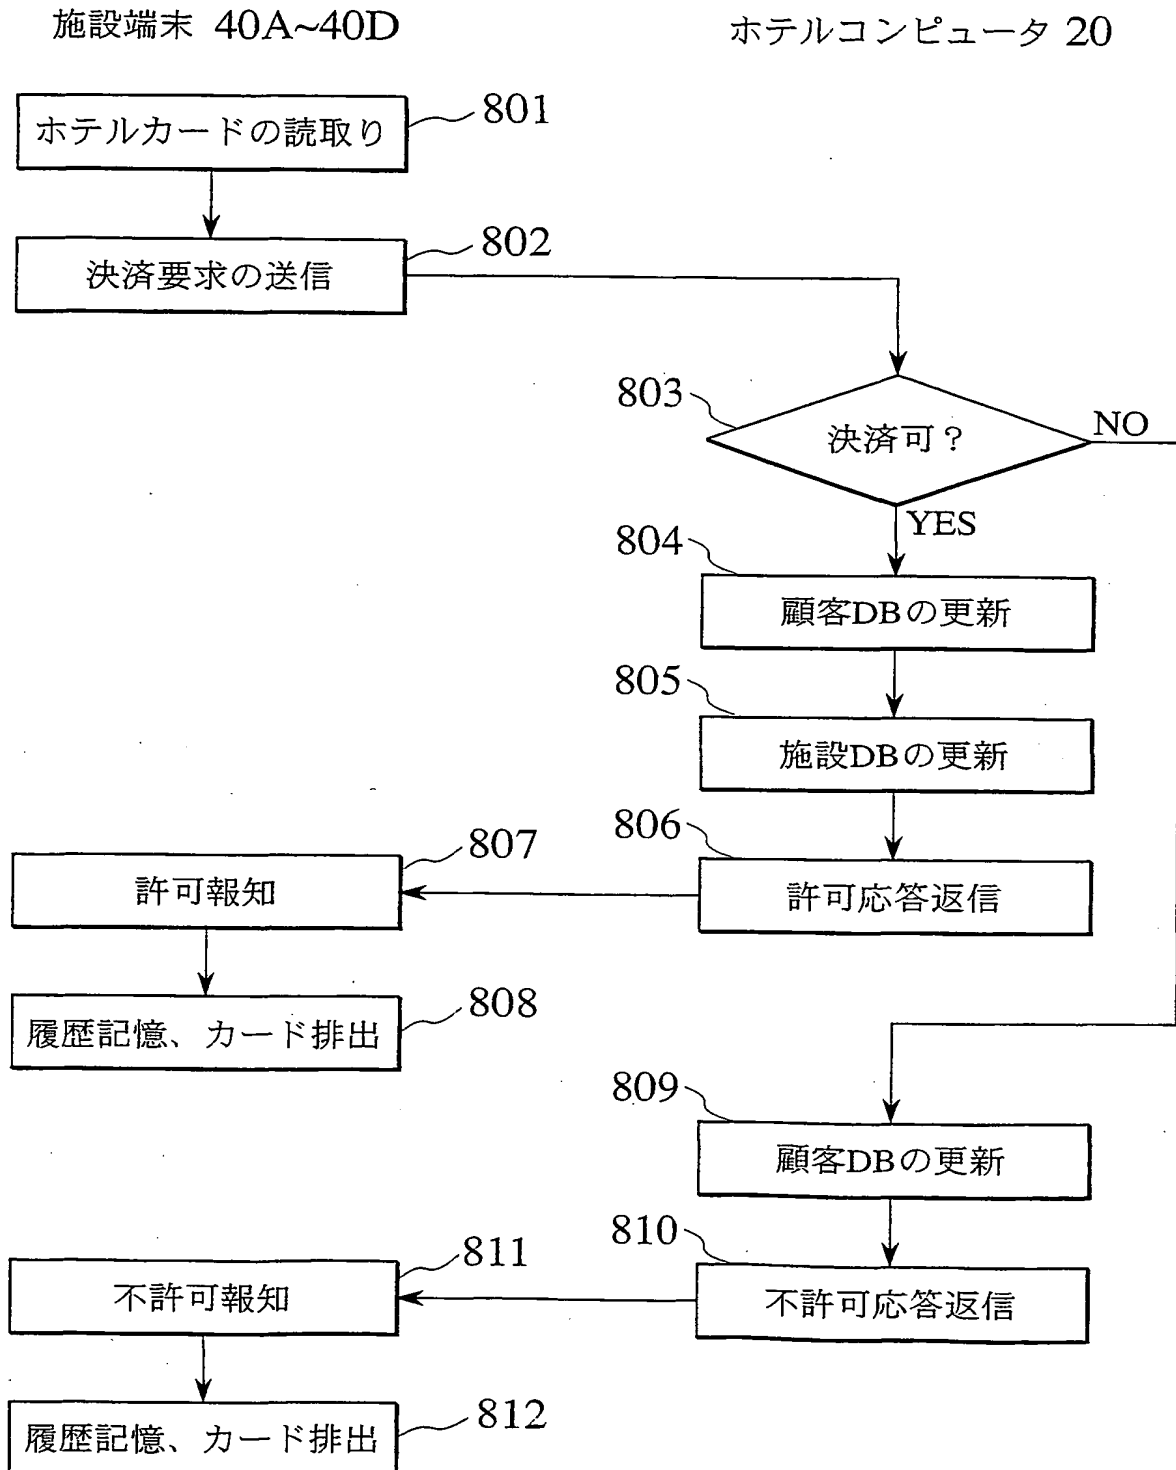 施設端末 40A~40D
ホテルコンピュータ 20
801
ホテルカードの読取り
802
決済要求の送信
803
決済可？
NO
YES
804
顧客DBの更新
805
施設DBの更新
806
許可応答返信
807
許可報知
808
履歴記憶、カード排出
809
顧客DBの更新
810
不許可応答返信
811
不許可報知
812
履歴記憶、カード排出